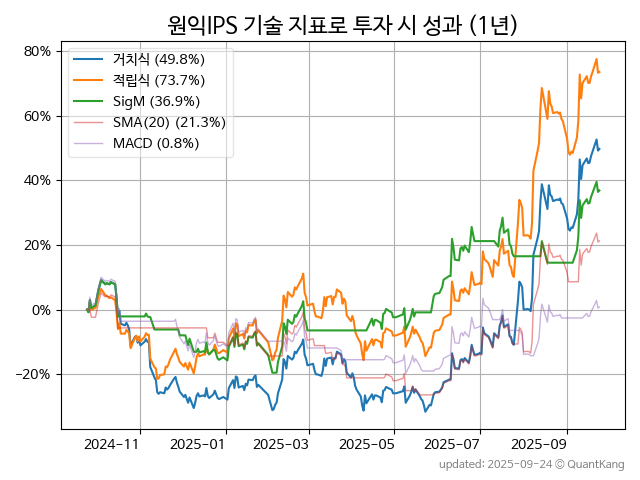 원익IPS 기술 지표로 투자 시 성과 (1년)
80%
60%
40%
20%
0%
−20%
거치식 (49.8%)
적립식 (73.7%)
SigM (36.9%)
SMA(20) (21.3%)
MACD (0.8%)
2024-11
2025-01
2025-03
2025-05
2025-07
2025-09
updated: 2025-09-24 © QuantKang